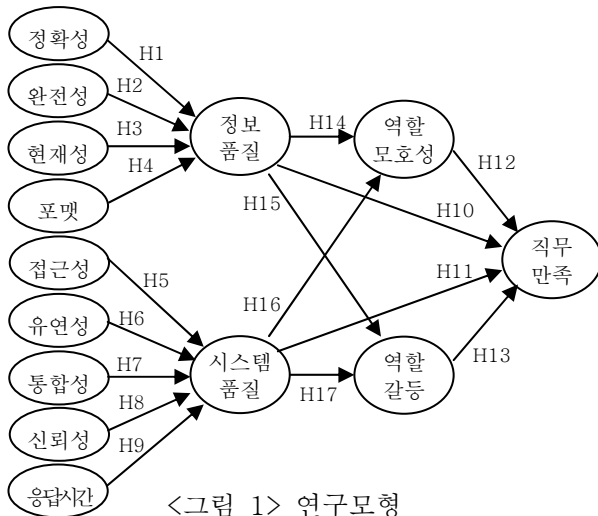 정확성
H1
완전성
H2
현재성
H3
포맷
H4
접근성
H5
유연성
H6
통합성
H7
신뢰성
H8
응답시간
H9
정보
품질
시스템
품질
H14
H15
H10
H16
H11
H17
역할
모호성
역할
갈등
H12
H13
직무
만족
<그림 1> 연구모형